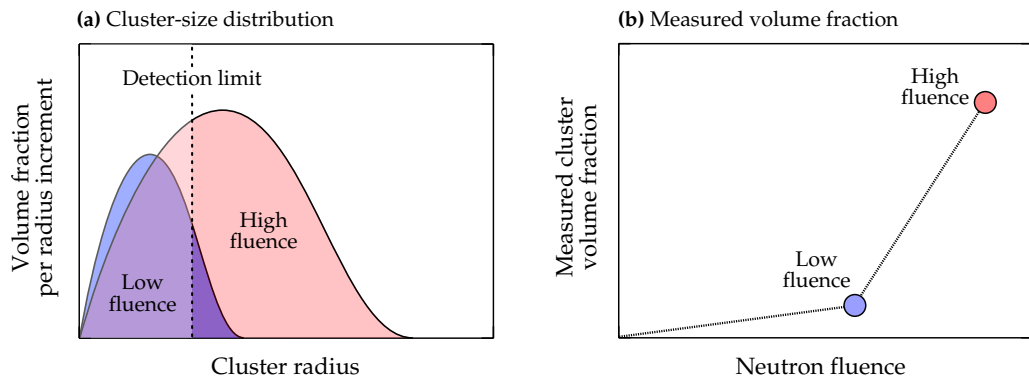 (a) Cluster-size distribution
Detection limit
High
fluence
Low
fluence
Volume fraction
per radius increment
Cluster radius
(b) Measured volume fraction
High
fluence
Low
fluence
Measured cluster
volume fraction
Neutron fluence